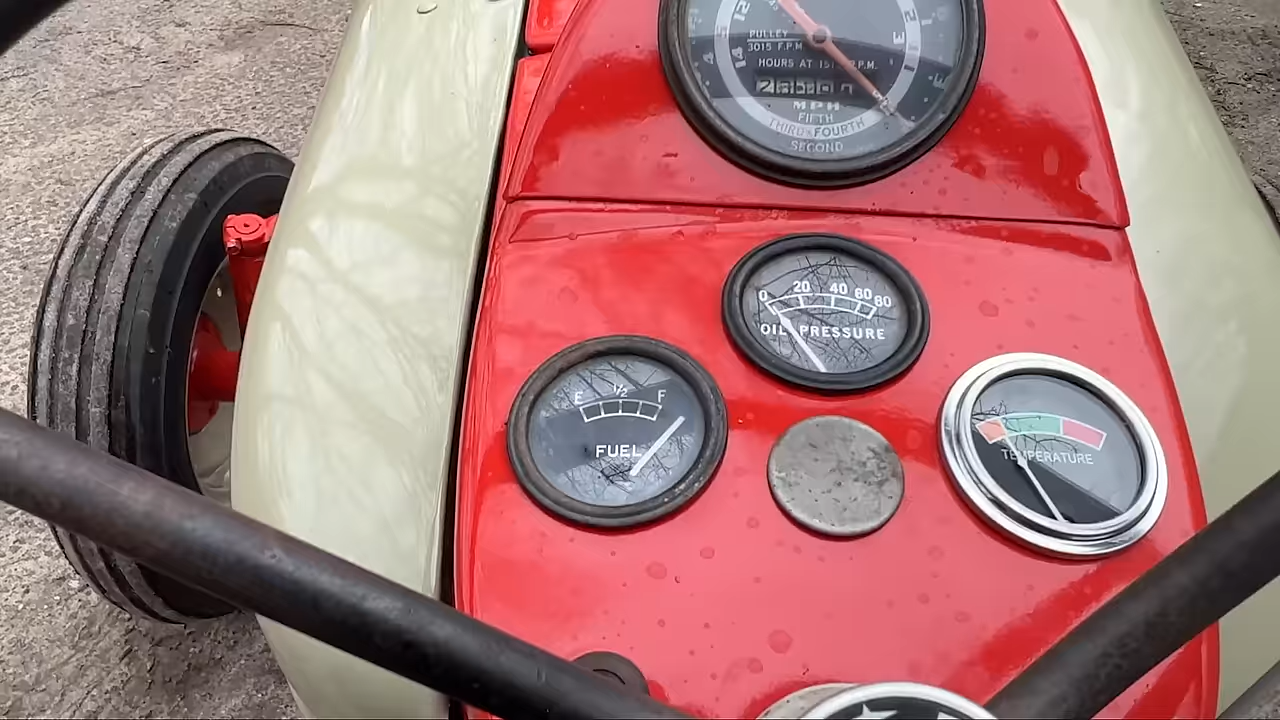 PULLEY
3015 F.P.M
HOURS AT
MPH
FIFTH
THIRD & FOURTH
SECOND
0 20 40 60 80
OIL PRESSURE
E 1/2 F
FUEL
TEMPERATURE